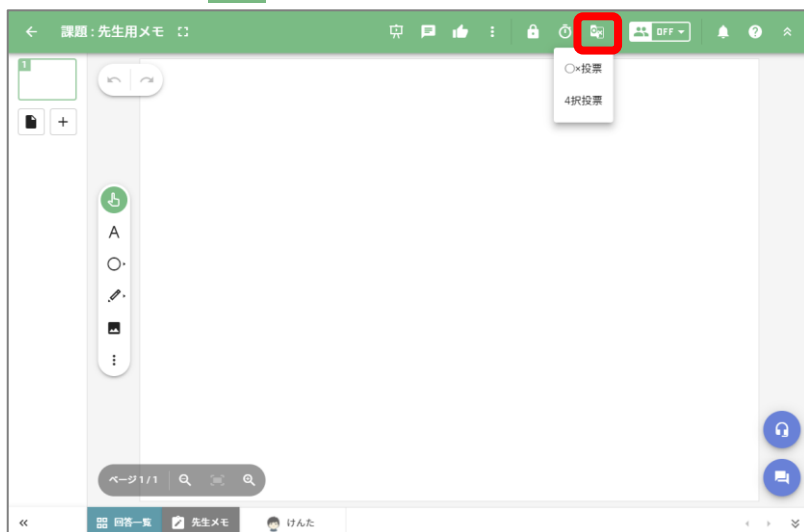 課題 : 先生用メモ
OFF
○×投票
4択投票
1
A
ページ 1 / 1
回答一覧
先生メモ
けんた